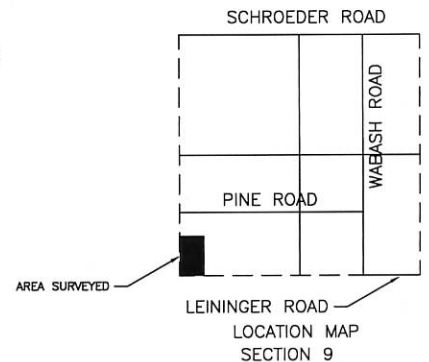 SCHROEDER ROAD
WABASH ROAD
PINE ROAD
AREA SURVEYED
LEININGER ROAD
LOCATION MAP
SECTION 9